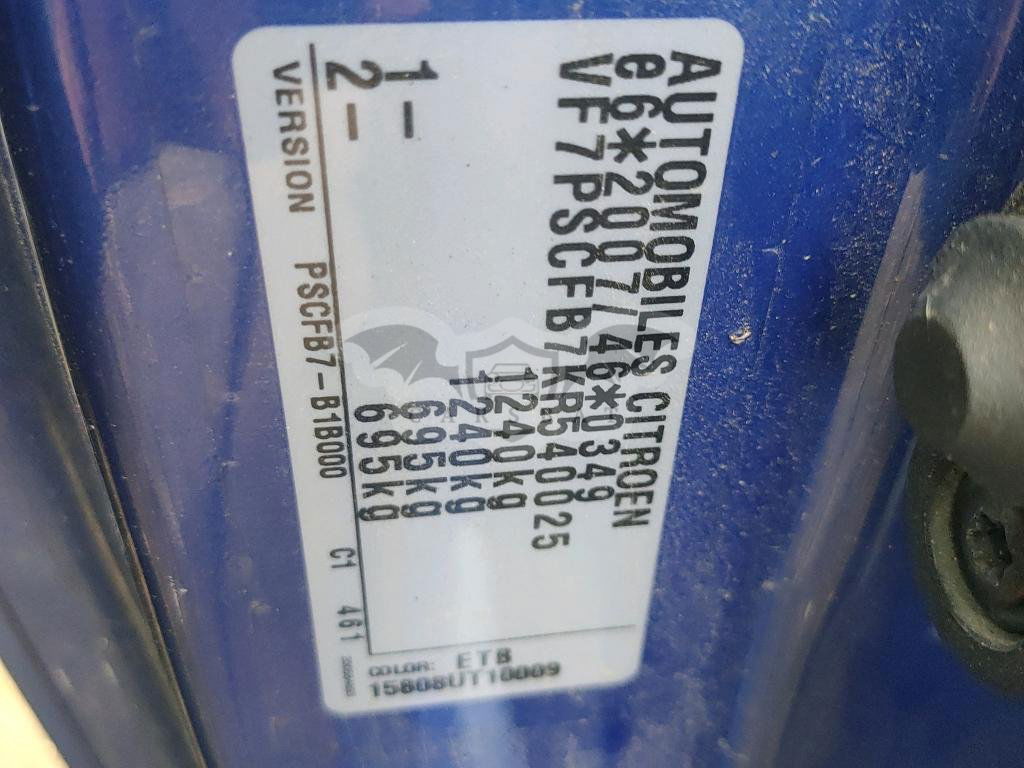 AUTOMOBILES CITROEN
e6*2007/46*0349
VF7PSCFB7KR540025
1240kg
1240kg
1- 695kg
2- 695kg
VERSION PSCFB7-B1B000 C1 461
COLOR: ETB
15808UT10009